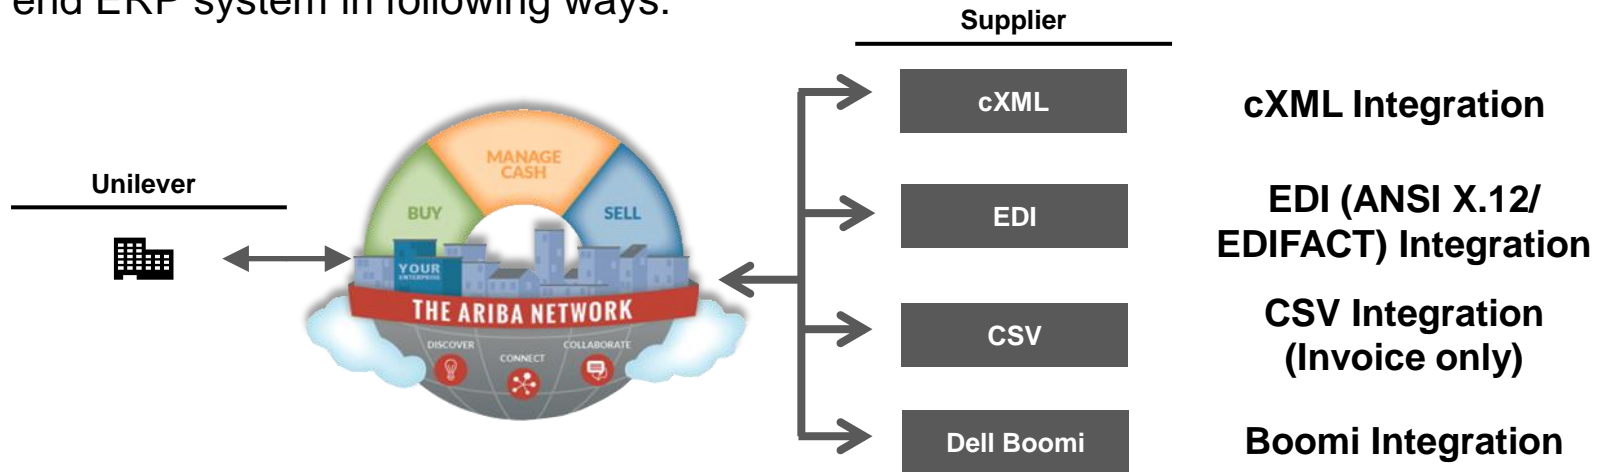 end ERP system in following ways:
Supplier
Unilever
MANAGE
CASH
BUY
SELL
YOUR
ENTERPRISE
THE ARIBA NETWORK
DISCOVER
CONNECT
COLLABORATE
cXML
cXML Integration
EDI
EDI (ANSI X.12/
EDIFACT) Integration
CSV
CSV Integration
(Invoice only)
Dell Boomi
Boomi Integration